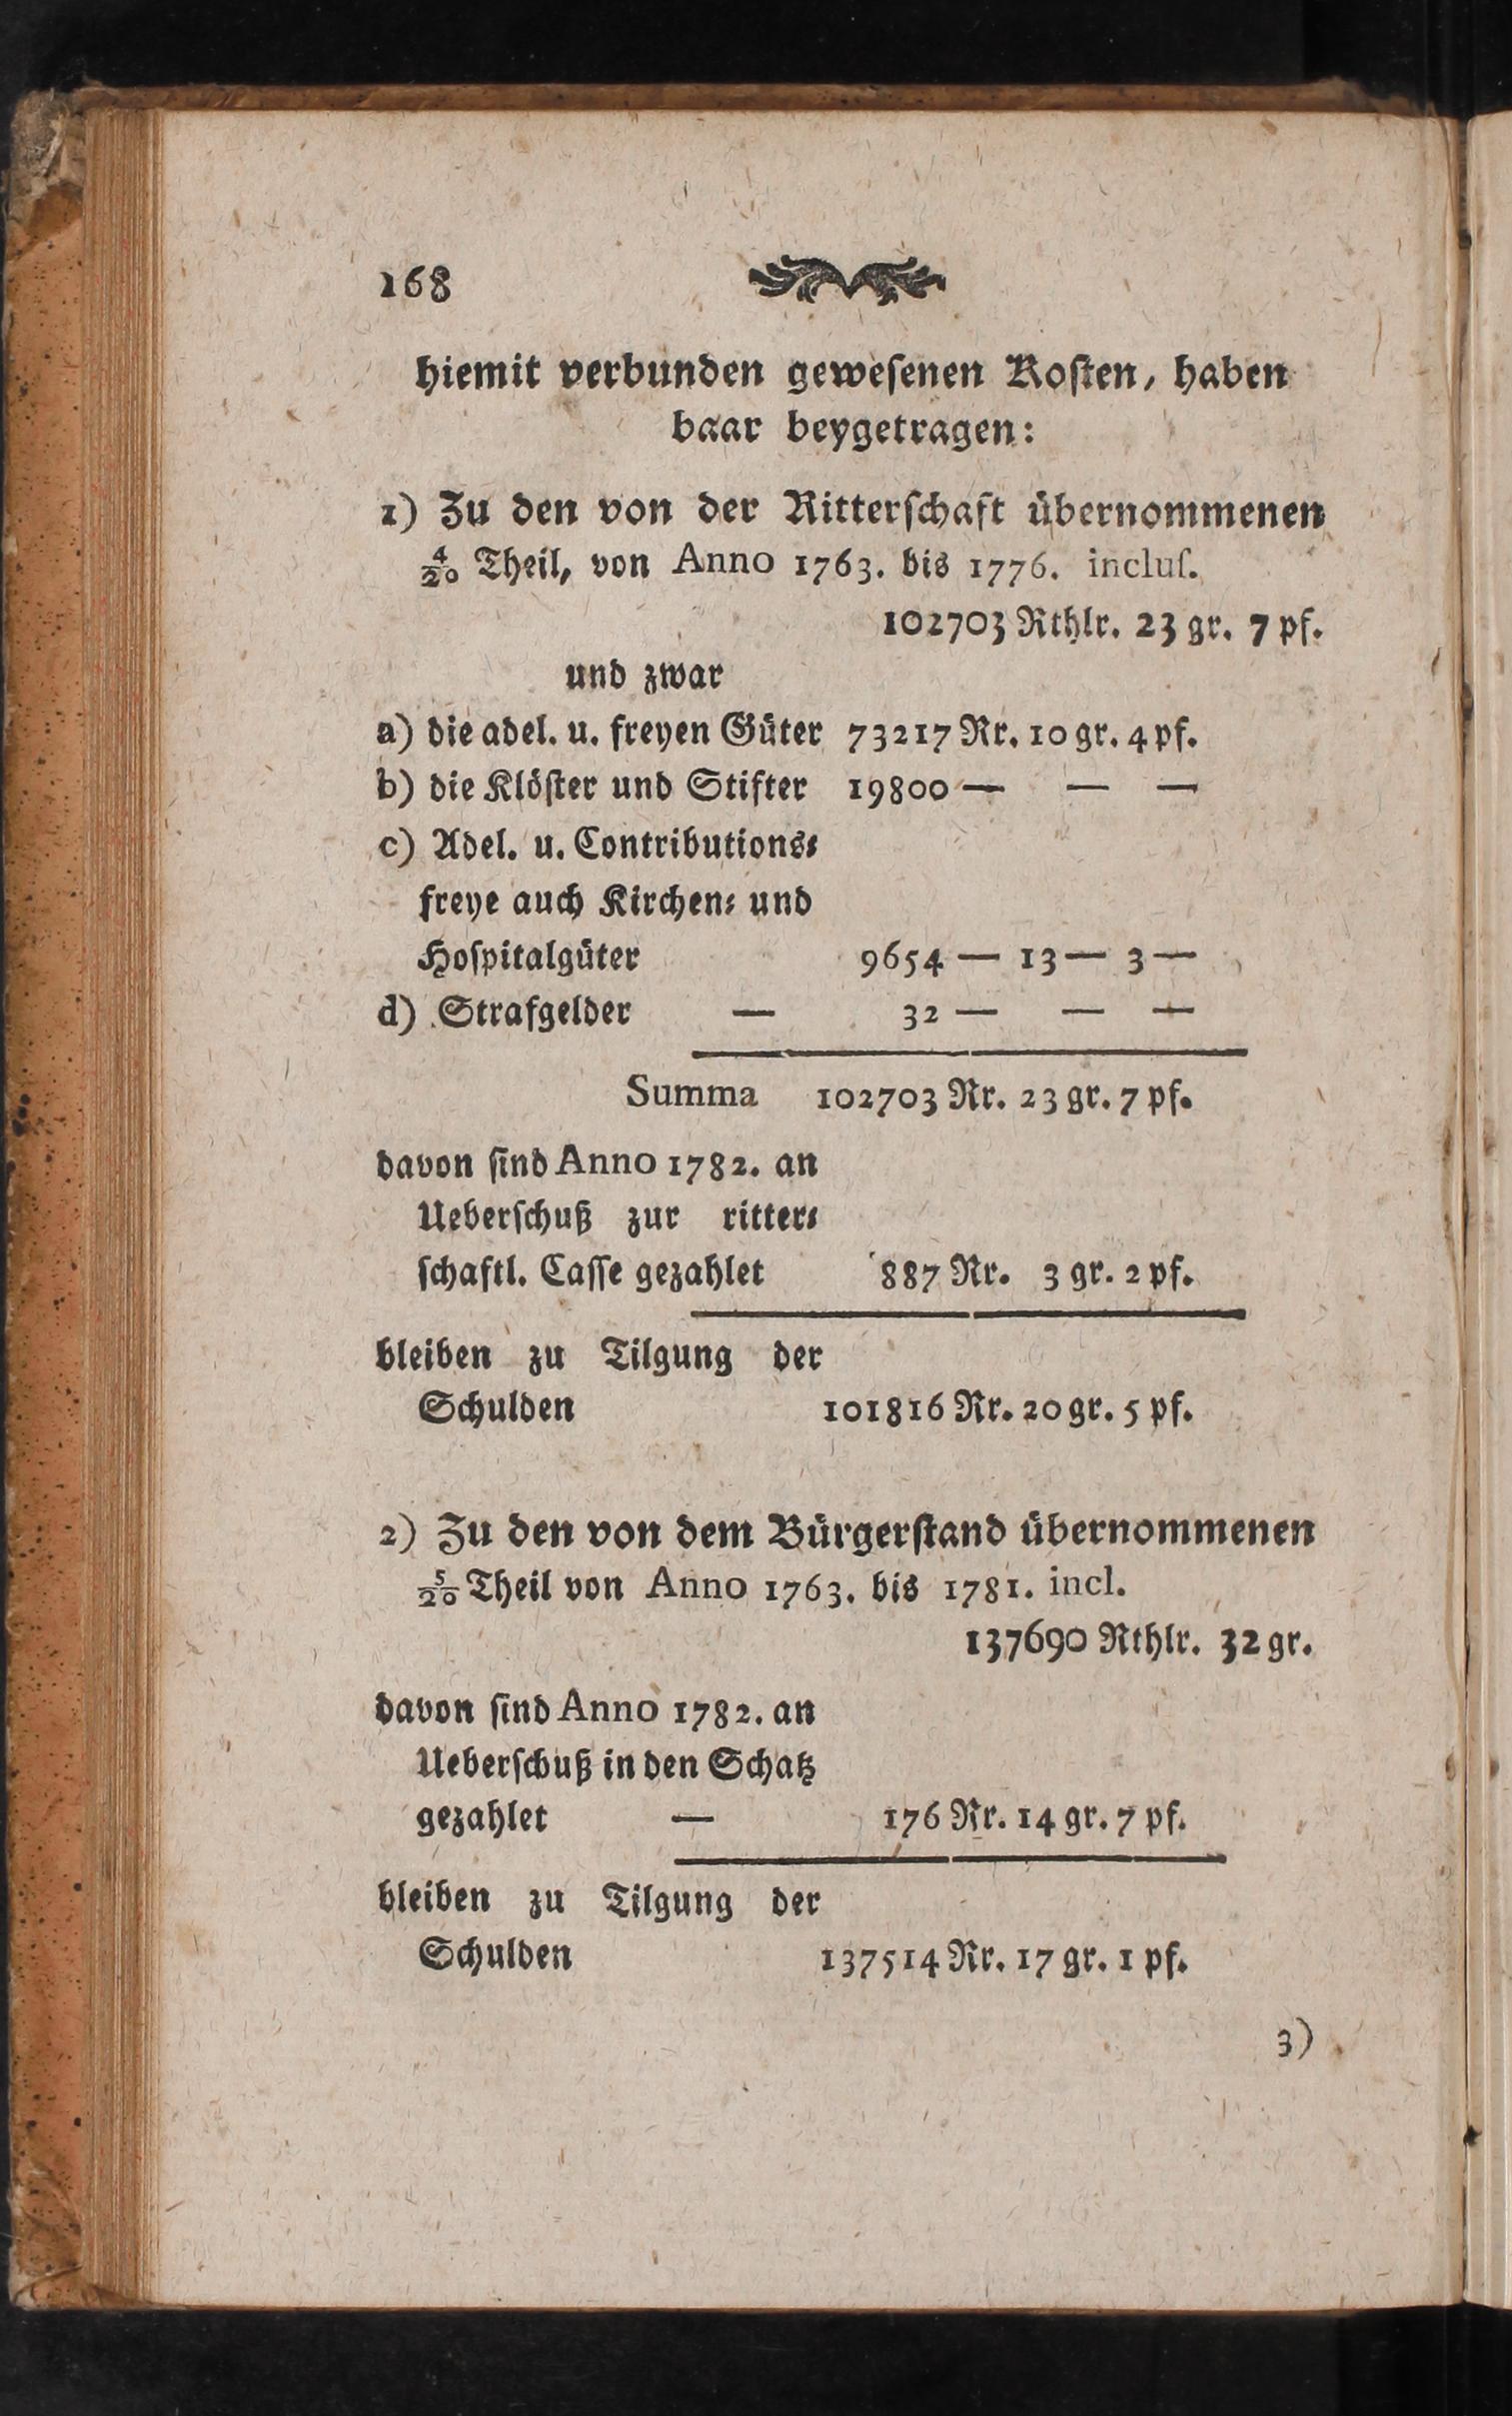 168
hiemit verbunden geweſenen Koſten, haben
baar beygetragen:
1) Zu den von der Ritterſchaft übernommenen
4/20 Theil, von Anno 1763. bis 1776. incluſ.
102703 Rthlr. 23 gr. 7 pf.
und zwar
a) die adel. u. freyen Güter 73217 Rr. 10 gr. 4 pf.
b) die Klöſter und Stifter 19800 — — —
c) Adel. u. Contributions⸗
freye auch Kirchen⸗ und
Hoſpitalgüter 9654 — 13 — 3 —
d) Strafgelder — 32 — — —
Summa 102703 Rr. 23 gr. 7 pf.
davon ſind Anno 1782. an
Ueberſchuß zur ritter⸗
ſchaftl. Caſſe gezahlet 887 Rr. 3 gr. 2 pf.
bleiben zu Tilgung der
Schulden 101816 Rr. 20 gr. 5 pf.
2) Zu den von dem Bürgerſtand übernommenen
5/20 Theil von Anno 1763. bis 1781. incl.
137690 Rthlr. 32 gr.
davon ſind Anno 1782. an
Ueberſchuß in den Schatz
gezahlet — 176 Rr. 14 gr. 7 pf.
bleiben zu Tilgung der
Schulden 137514 Rr. 17 gr. 1 pf.
3)